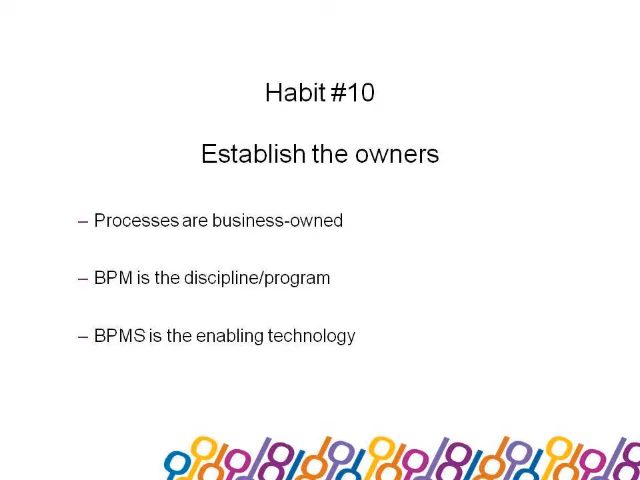 Habit #10
Establish the owners
– Processes are business-owned
– BPM is the discipline/program
– BPMS is the enabling technology